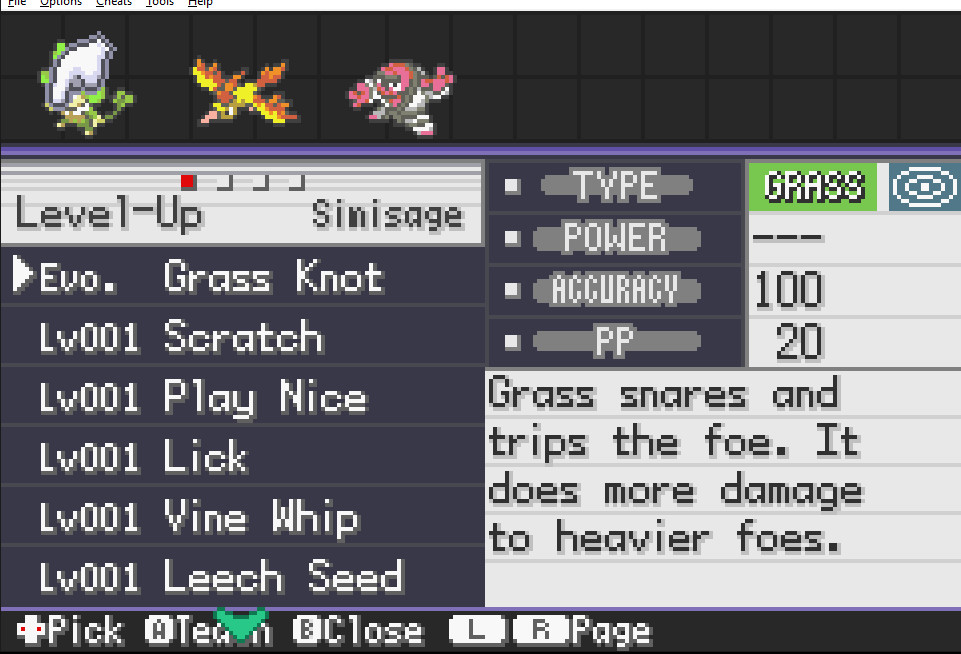 File Options Cheats Tools Help
Level-Up Simisage
Evo. Grass Knot
Lv001 Scratch
Lv001 Play Nice
Lv001 Lick
Lv001 Vine Whip
Lv001 Leech Seed
TYPE GRASS
POWER ---
ACCURACY 100
PP 20
Grass snares and
trips the foe. It
does more damage
to heavier foes.
Pick A Teach B Close L R Page